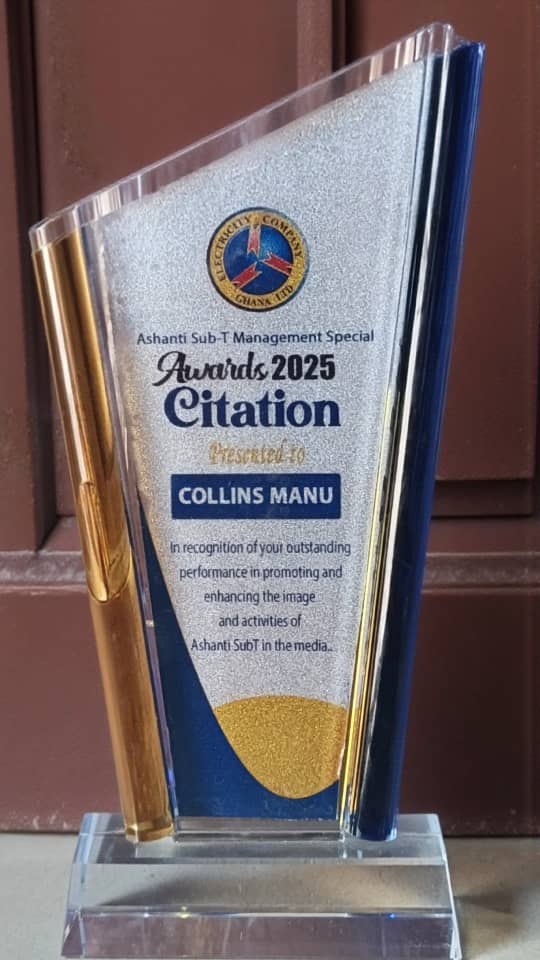 ELECTRICITY COMPANY
GHANA LTD
Ashanti Sub-T Management Special
Awards 2025
Citation
Presented to
COLLINS MANU
In recognition of your outstanding
performance in promoting and
enhancing the image
and activities of
Ashanti SubT in the media..